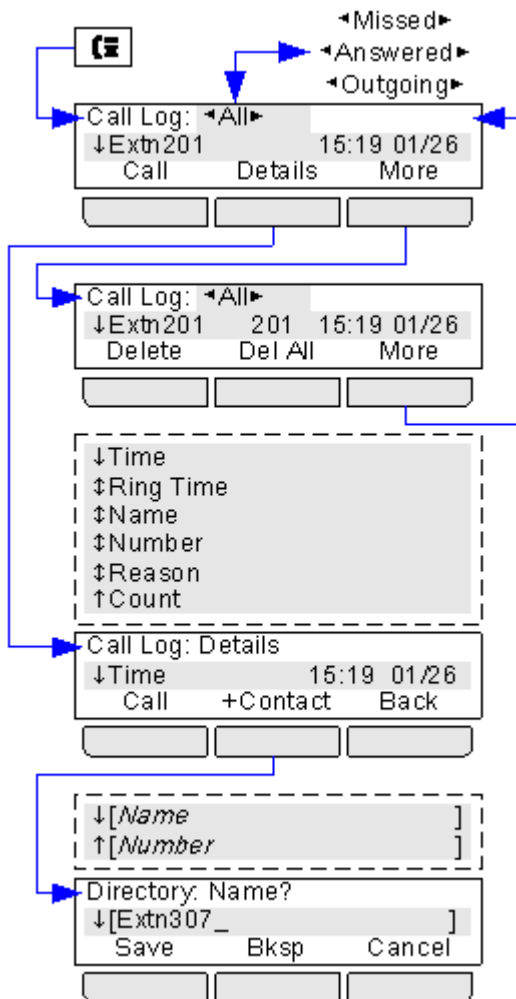 ◄Missed►
◄Answered►
◄Outgoing►
Call Log: ◄All►
↓Extn201 15:19 01/26
Call Details More
Call Log: ◄All►
↓Extn201 201 15:19 01/26
Delete Del All More
↓Time
↕Ring Time
↕Name
↕Number
↕Reason
↑Count
Call Log: Details
↓Time 15:19 01/26
Call +Contact Back
↓[Name ]
↑[Number ]
Directory: Name?
↓[Extn307_ ]
Save Bksp Cancel